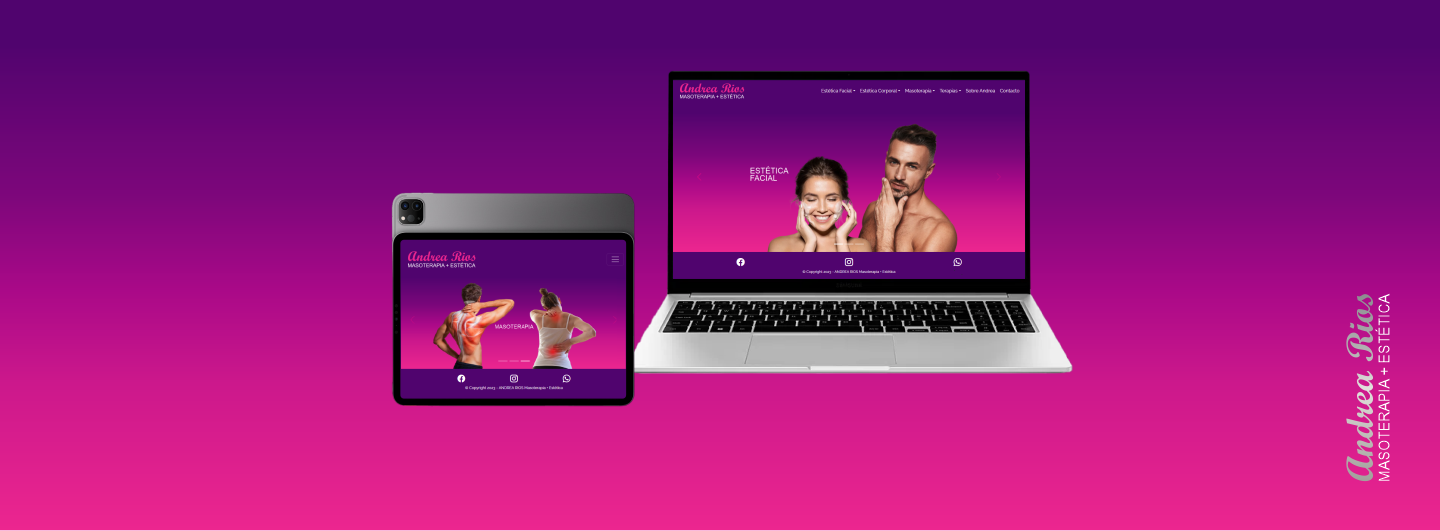 Andrea Rios
MASOTERAPIA + ESTÉTICA
Estética Facial
Estética Corporal
Masoterapia
Terapias
Sobre Andrea
Contacto
ESTÉTICA
FACIAL
© Copyright 2023 - ANDREA RIOS Masoterapia + Estética
Andrea Rios
MASOTERAPIA + ESTÉTICA
MASOTERAPIA
© Copyright 2023 - ANDREA RIOS Masoterapia + Estética
Andrea Rios
MASOTERAPIA + ESTÉTICA